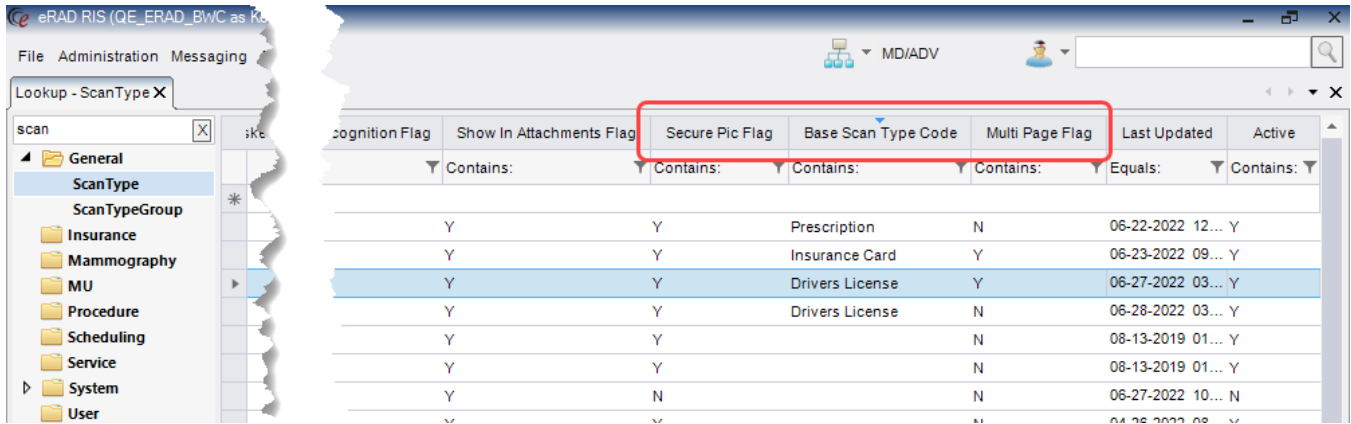 eRAD RIS (QE_ERAD_BWC as
File Administration Messaging
MD/ADV
Lookup - ScanType X
scan X
General
ScanType
ScanTypeGroup
Insurance
Mammography
MU
Procedure
Scheduling
Service
System
User
cognition Flag Show In Attachments Flag Secure Pic Flag Base Scan Type Code Multi Page Flag Last Updated Active
Contains: Contains: Contains: Contains: Equals: Contains:
Y Y Prescription N 06-22-2022 12... Y
Y Y Insurance Card Y 06-23-2022 09... Y
Y Y Drivers License Y 06-27-2022 03... Y
Y Y Drivers License N 06-28-2022 03... Y
Y Y N 08-13-2019 01... Y
Y Y N 08-13-2019 01... Y
Y N N 06-27-2022 10... N
Y Y N 04-26-2022 08... Y